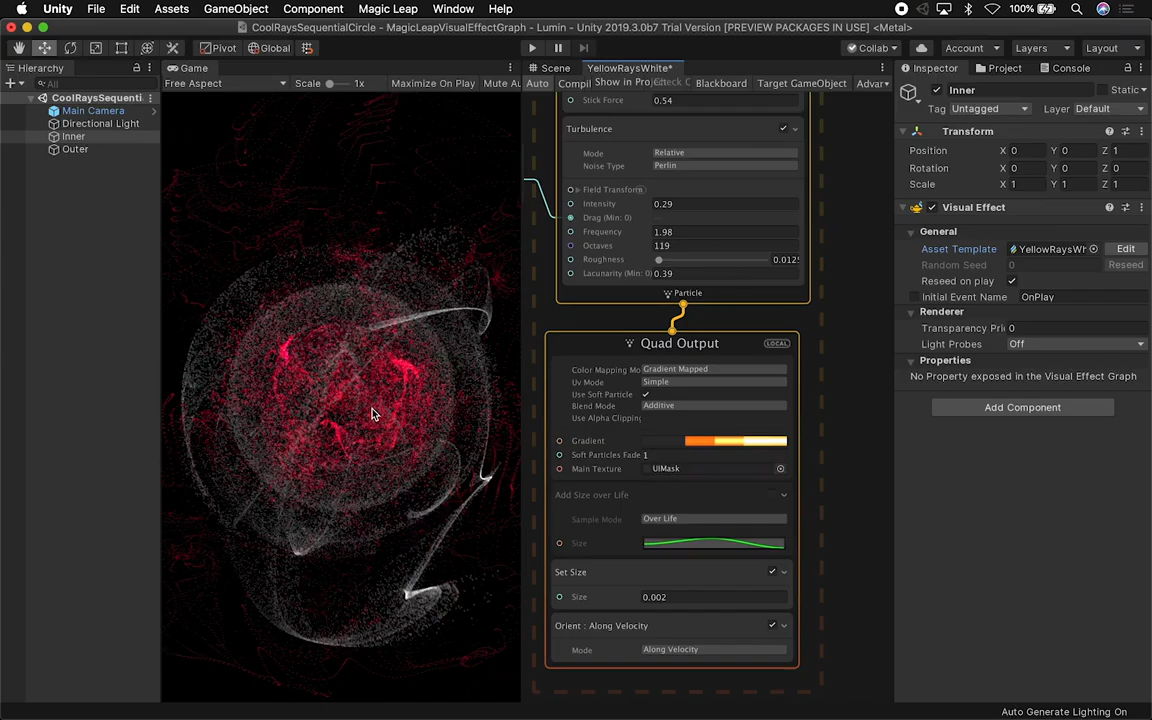 Unity File Edit Assets GameObject Component Magic Leap Window Help 100%
CoolRaysSequentialCircle - MagicLeapVisualEffectGraph - Lumin - Unity 2019.3.0b7 Trial Version [PREVIEW PACKAGES IN USE] <Metal>
Pivot Global Collab Account Layers Layout
Hierarchy Game Scene YellowRaysWhite* Inspector Project Console
All Free Aspect Scale 1x Maximize On Play Mute Au Auto Compil Show in Proj Blackboard Target GameObject Advar
CoolRaysSequenti
Main Camera
Directional Light
Inner
Outer
Stick Force 0.54
Turbulence
Mode Relative
Noise Type Perlin
Field Transform
Intensity 0.29
Drag (Min: 0)
Frequency 1.98
Octaves 119
Roughness 0.012
Lacunarity (Min: 0) 0.39
Particle
Quad Output LOCAL
Color Mapping Mo Gradient Mapped
Uv Mode Simple
Use Soft Particle
Blend Mode Additive
Use Alpha Clipping
Gradient
Soft Particles Fade 1
Main Texture UIMask
Add Size over Life
Sample Mode Over Life
Size
Set Size
Size 0.002
Orient : Along Velocity
Mode Along Velocity
Inner Static
Tag Untagged Layer Default
Transform
Position X 0 Y 0 Z 1
Rotation X 0 Y 0 Z 0
Scale X 1 Y 1 Z 1
Visual Effect
General
Asset Template YellowRaysWh Edit
Random Seed 0 Reseed
Reseed on play
Initial Event Name OnPlay
Renderer
Transparency Pri 0
Light Probes Off
Properties
No Property exposed in the Visual Effect Graph
Add Component
Auto Generate Lighting On